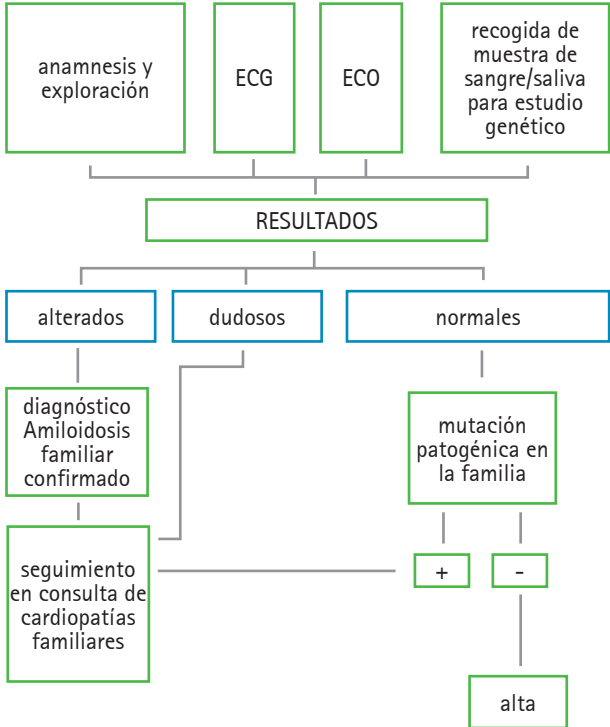 anamnesis y
exploración
ECG
ECO
recogida de
muestra de
sangre/saliva
para estudio
genético
RESULTADOS
alterados
dudosos
normales
diagnóstico
Amiloidosis
familiar
confirmado
mutación
patogénica en
la familia
seguimiento
en consulta de
cardiopatías
familiares
+
-
alta